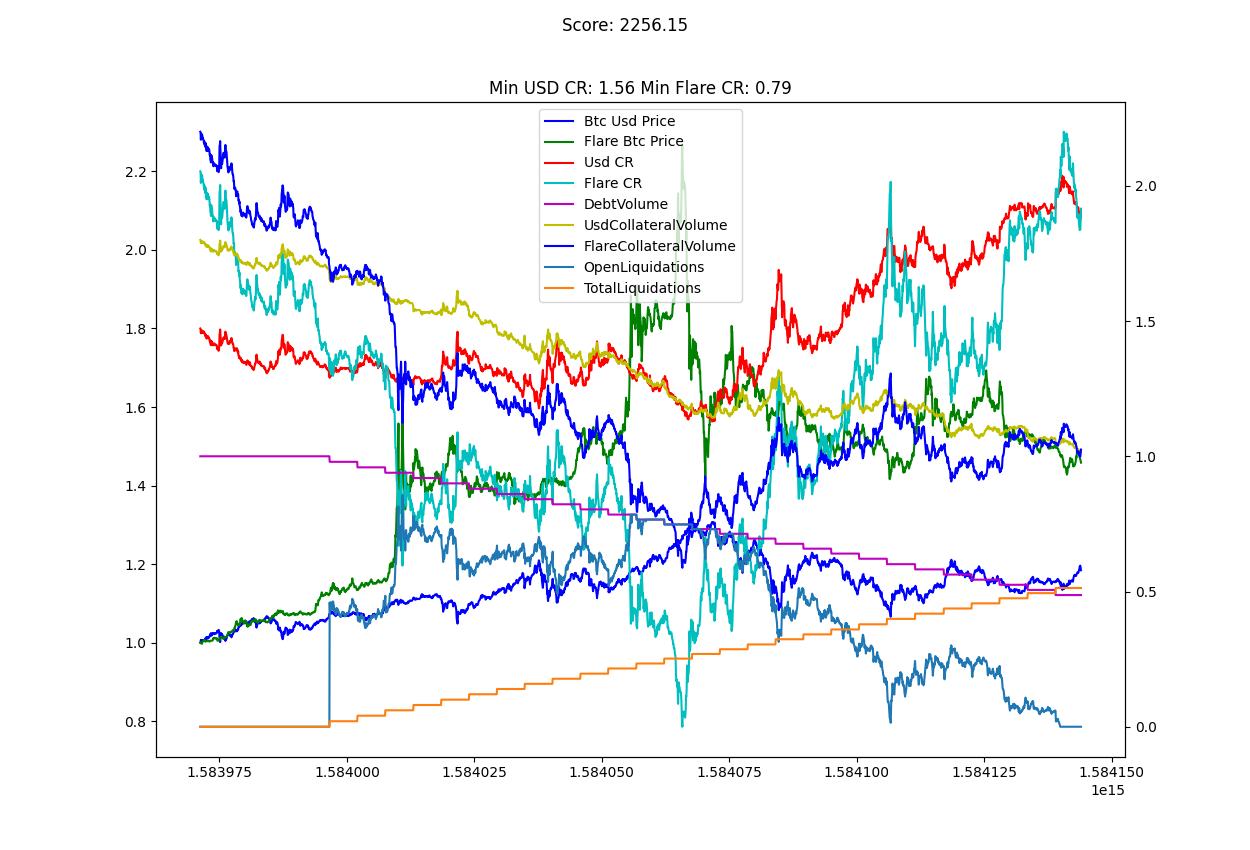 Score: 2256.15
Min USD CR: 1.56 Min Flare CR: 0.79
Btc Usd Price
Flare Btc Price
Usd CR
Flare CR
DebtVolume
UsdCollateralVolume
FlareCollateralVolume
OpenLiquidations
TotalLiquidations
2.2
2.0
1.8
1.6
1.4
1.2
1.0
0.8
2.0
1.5
1.0
0.5
0.0
1.583975 1.584000 1.584025 1.584050 1.584075 1.584100 1.584125 1.584150
1e15